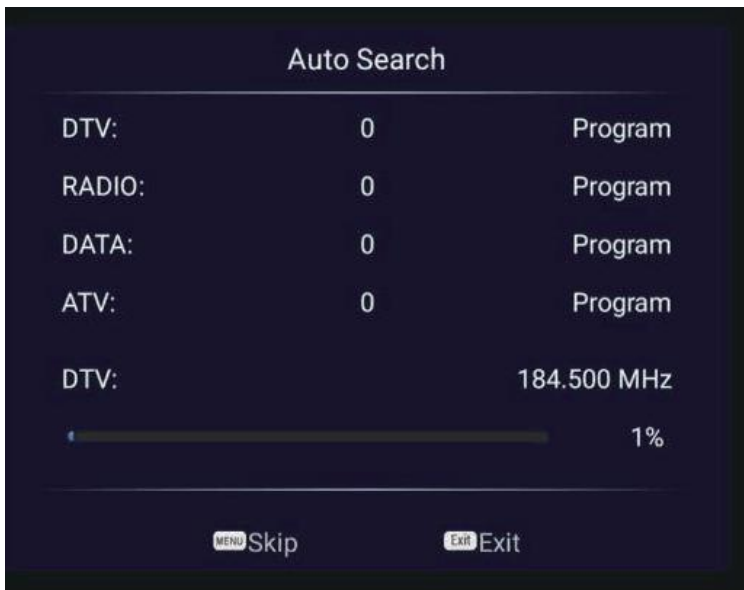 Auto Search
DTV: 0 Program
RADIO: 0 Program
DATA: 0 Program
ATV: 0 Program
DTV: 184.500 MHz
1%
MENU Skip Exit Exit